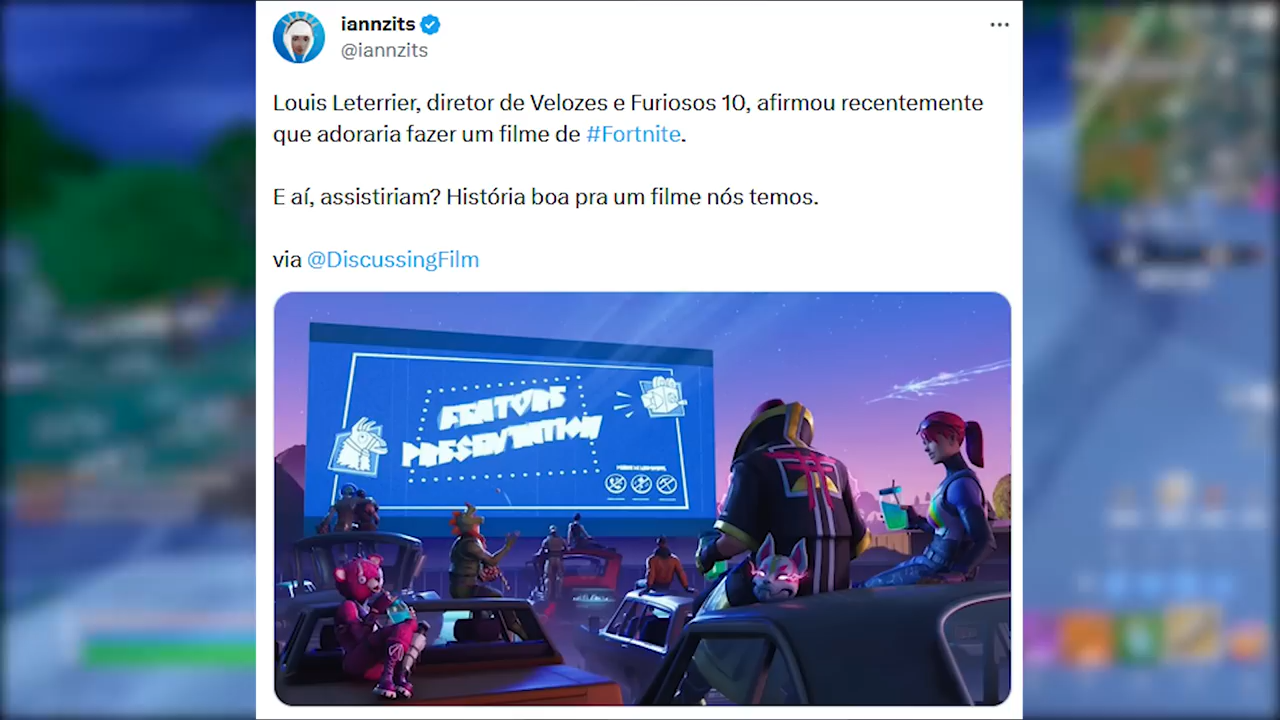 iannzits
@iannzits
Louis Leterrier, diretor de Velozes e Furiosos 10, afirmou recentemente
que adoraria fazer um filme de #Fortnite.
E aí, assistiriam? História boa pra um filme nós temos.
via @DiscussingFilm
FEATURE
PRESENTATION